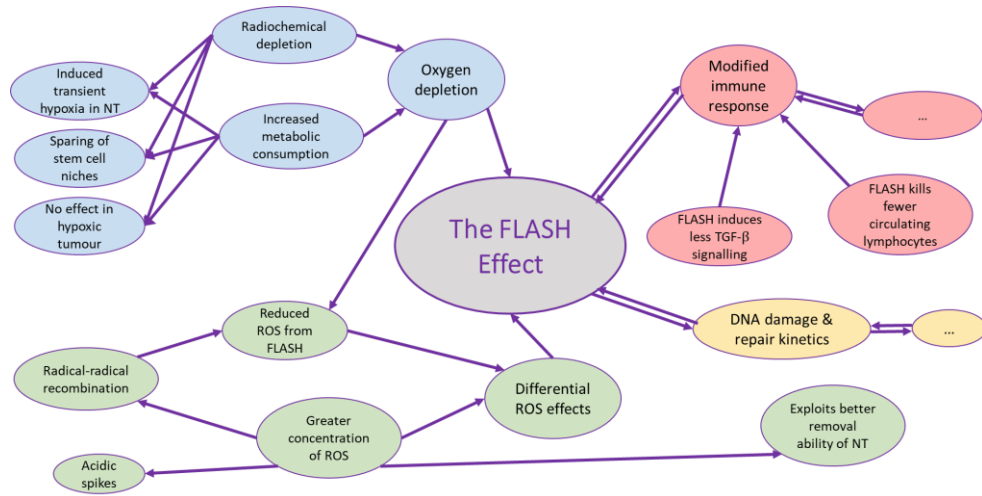 Radiochemical
depletion
Induced
transient
hypoxia in NT
Oxygen
depletion
Modified
immune
response
Increased
metabolic
consumption
Sparing of
stem cell
niches
...
No effect in
hypoxic
tumour
The FLASH
Effect
FLASH induces
less TGF-β
signalling
FLASH kills
fewer
circulating
lymphocytes
Reduced
ROS from
FLASH
DNA damage &
repair kinetics
...
Radical-radical
recombination
Differential
ROS effects
Greater
concentration
of ROS
Exploits better
removal
ability of NT
Acidic
spikes